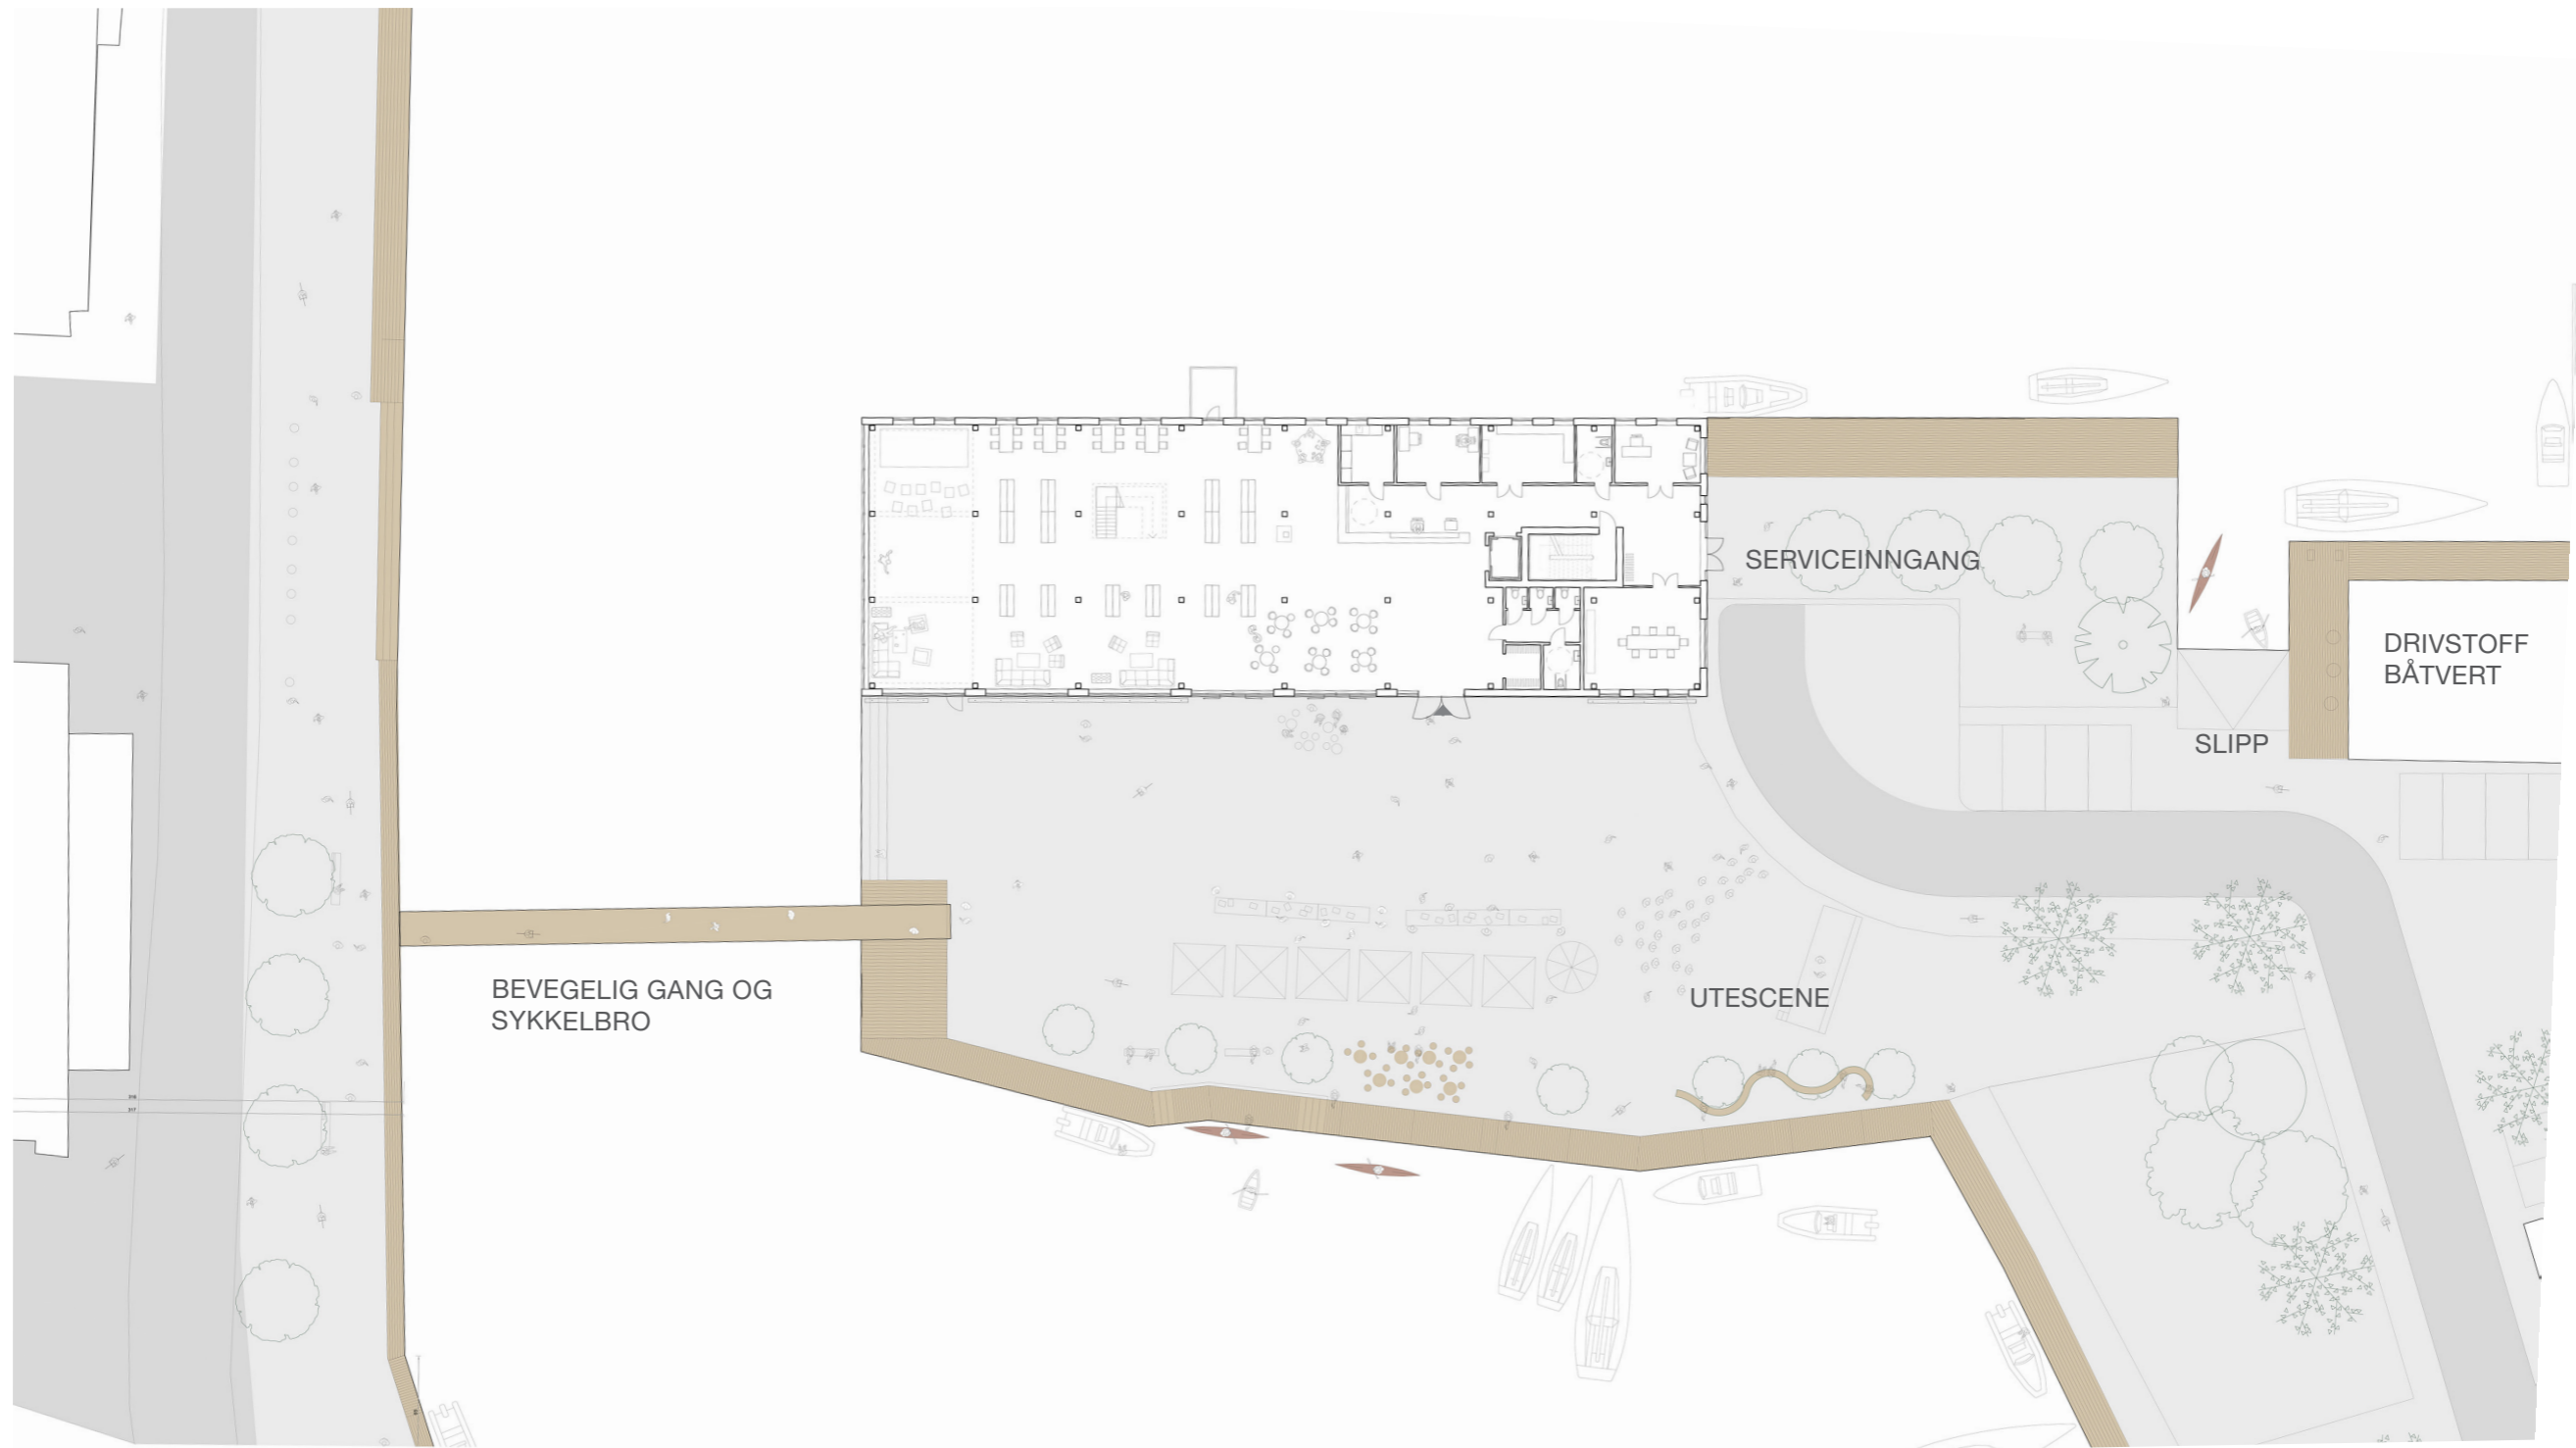 SERVICEINNGANG
DRIVSTOFF
BÅTVERT
SLIPP
BEVEGELIG GANG OG
SYKKELBRO
UTESCENE